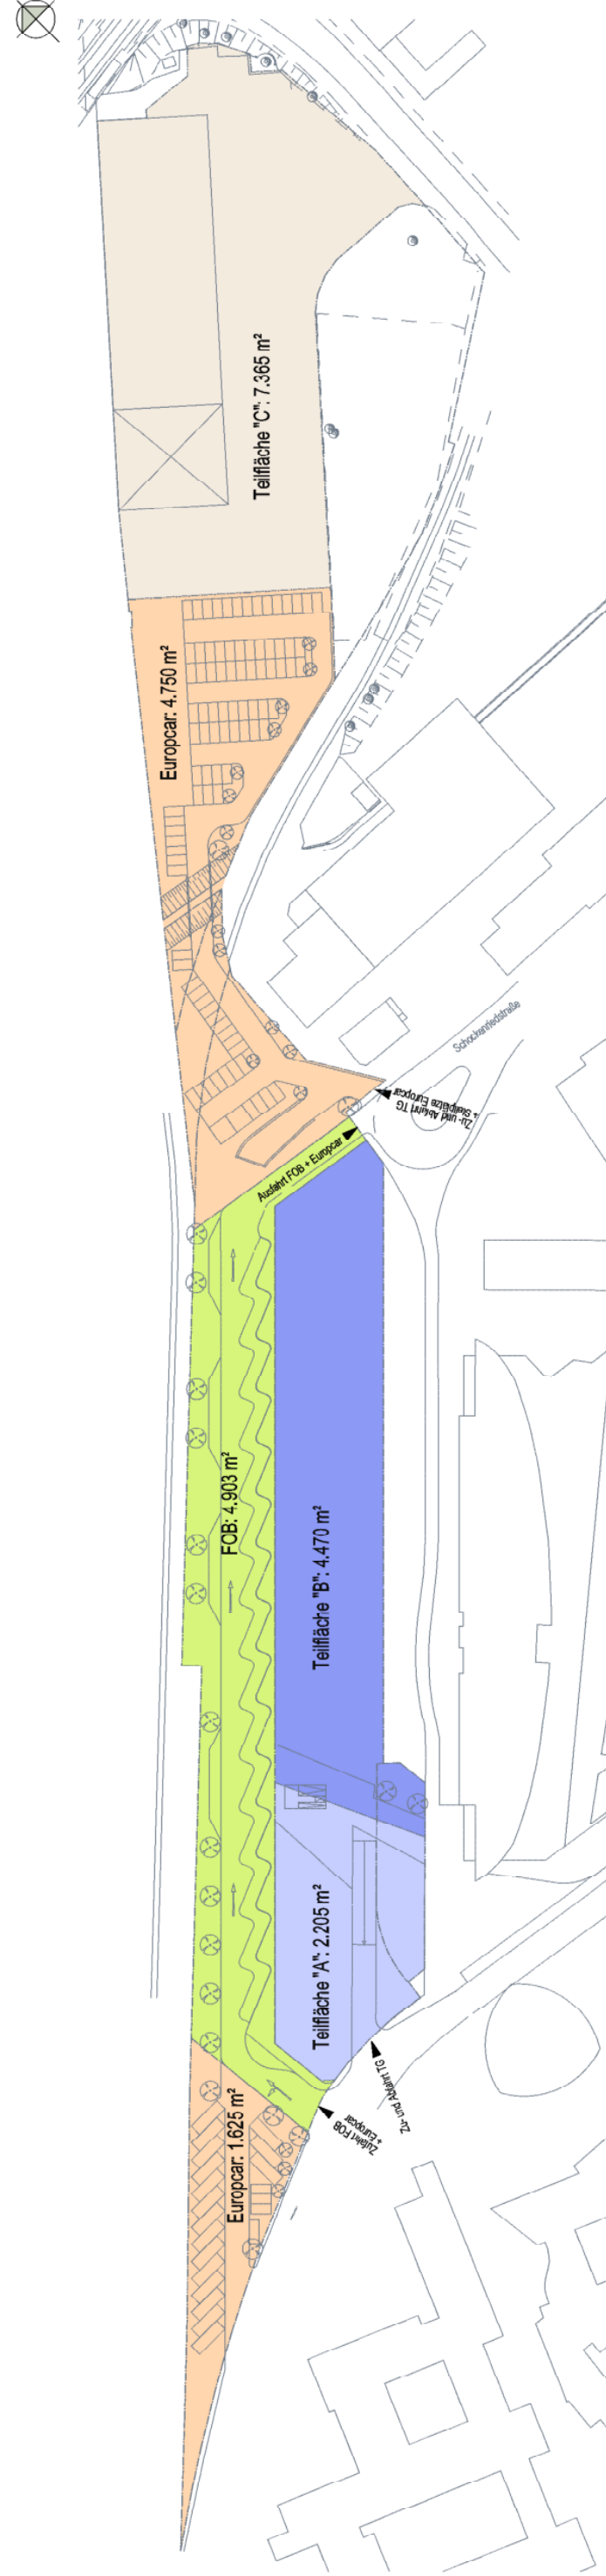 Teilfläche "C": 7.365 m²
Europcar: 4.750 m²
Schockenriedstraße
Zu- und Abfahrt TG
+ Stellplätze Europcar
Ausfahrt FOB + Europcar
FOB: 4.903 m²
Teilfläche "B": 4.470 m²
Teilfläche "A": 2.205 m²
Zu- und Abfahrt TG
Zufahrt FOB
+ Europcar
Europcar: 1.625 m²